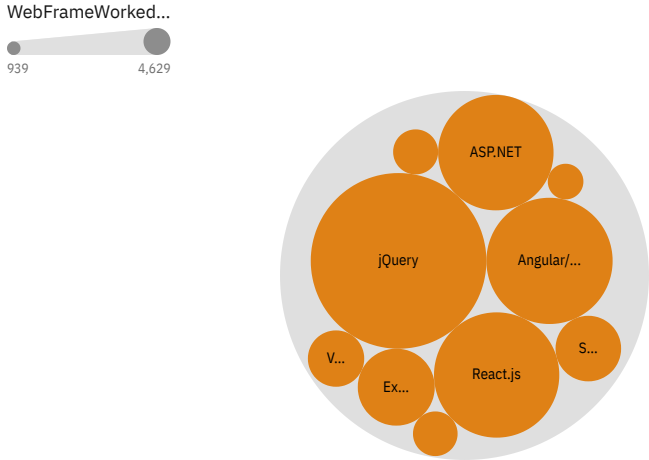 WebFrameWorked...
939 4,629
ASP.NET
jQuery
Angular/...
V...
Ex...
React.js
S...